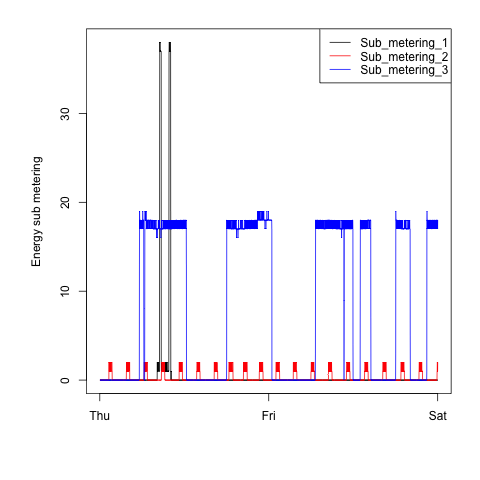 Sub_metering_1
Sub_metering_2
Sub_metering_3
Energy sub metering
30
20
10
0
Thu
Fri
Sat